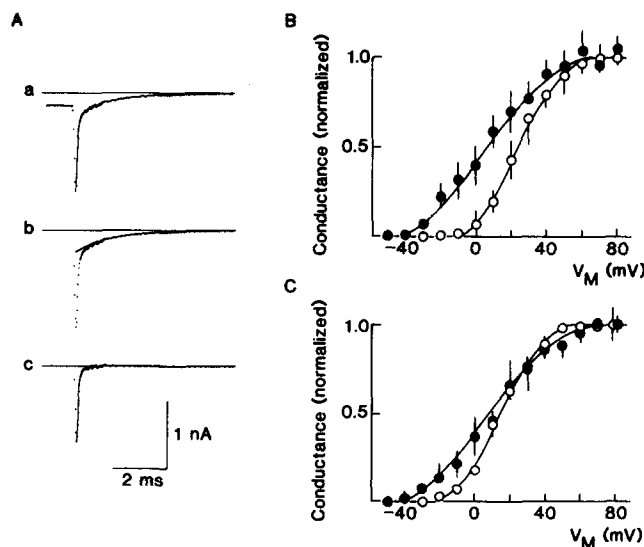 A
a
b
c
1 nA
2 ms
B
Conductance (normalized)
1.0
0.5
-40
0
40
80
V_M (mV)
C
Conductance (normalized)
1.0
0.5
-40
0
40
80
V_M (mV)